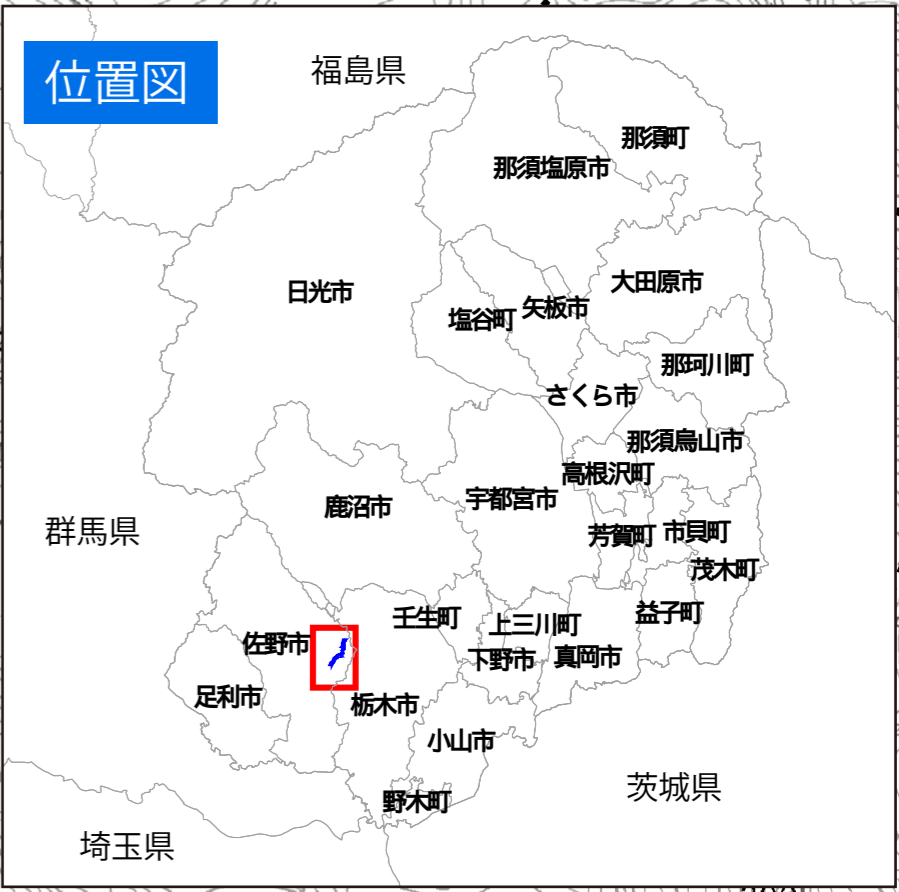 位置図
福島県
那須町
那須塩原市
大田原市
日光市
矢板市
塩谷町
那珂川町
さくら市
那須烏山市
高根沢町
宇都宮市
鹿沼市
群馬県
芳賀町
市貝町
茂木町
益子町
壬生町
上三川町
佐野市
下野市
真岡市
足利市
栃木市
小山市
茨城県
野木町
埼玉県